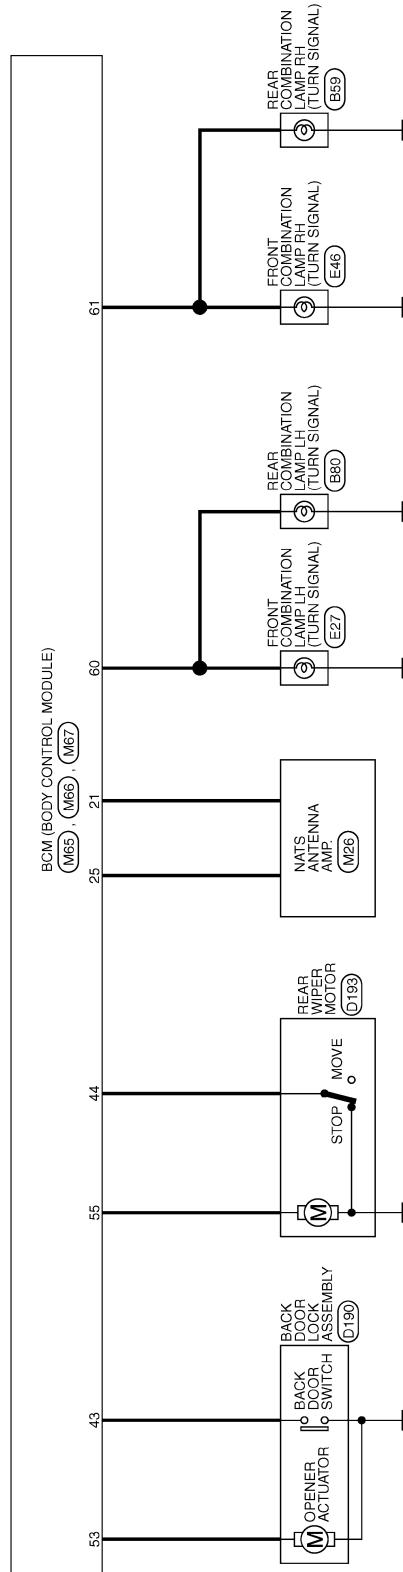 BCM (BODY CONTROL MODULE)
M65 , M66 , M67
53
43
55
44
25
21
60
61
BACK
DOOR
LOCK
ASSEMBLY
D190
OPENER
ACTUATOR
M
BACK
DOOR
SWITCH
REAR
WIPER
MOTOR
D193
M
STOP
MOVE
NATS
ANTENNA
AMP.
M26
FRONT
COMBINATION
LAMP LH
(TURN SIGNAL)
E27
REAR
COMBINATION
LAMP LH
(TURN SIGNAL)
B80
FRONT
COMBINATION
LAMP RH
(TURN SIGNAL)
E46
REAR
COMBINATION
LAMP RH
(TURN SIGNAL)
B59